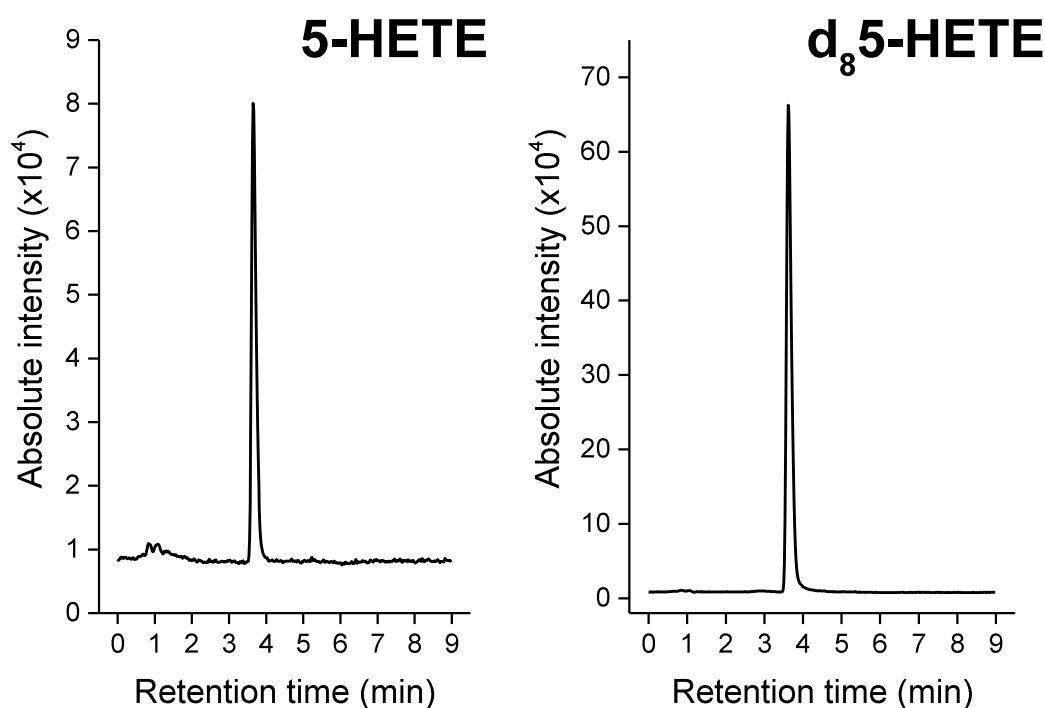 5-HETE
Absolute intensity (x10⁴)
9
8
7
6
5
4
3
2
1
0
0 1 2 3 4 5 6 7 8 9
Retention time (min)
d₈5-HETE
Absolute intensity (x10⁴)
70
60
50
40
30
20
10
0
0 1 2 3 4 5 6 7 8 9
Retention time (min)